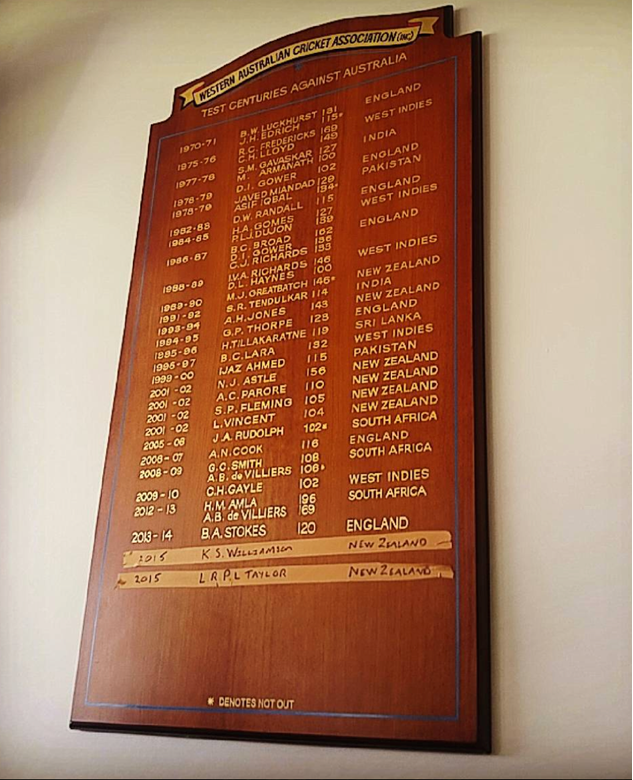 WESTERN AUSTRALIAN CRICKET ASSOCIATION (INC)
TEST CENTURIES AGAINST AUSTRALIA
1970-71 B.W. LUCKHURST 131 ENGLAND
J.H. EDRICH 115*
1975-76 R.C. FREDERICKS 169 WEST INDIES
C.H. LLOYD 149
1977-78 S.M. GAVASKAR 127 INDIA
M. ARMANATH 100
1978-79 D.I. GOWER 102 ENGLAND
1978-79 JAVED MIANDAD 129 PAKISTAN
ASIF IQBAL 134*
1982-83 D.W. RANDALL 115 ENGLAND
1984-85 H.A. GOMES 127 WEST INDIES
P.J.L. DUJON 139
1986-87 B.C. BROAD 162 ENGLAND
D.I. GOWER 136
C.J. RICHARDS 133
1988-89 I.V.A. RICHARDS 146 WEST INDIES
D.L. HAYNES 100
1989-90 M.J. GREATBATCH 146* NEW ZEALAND
1991-92 S.R. TENDULKAR 114 INDIA
1993-94 A.H. JONES 143 NEW ZEALAND
1994-95 G.P. THORPE 123 ENGLAND
1995-96 H. TILLAKARATNE 119 SRI LANKA
1996-97 B.C. LARA 132 WEST INDIES
1999-00 IJAZ AHMED 115 PAKISTAN
2001-02 N.J. ASTLE 156 NEW ZEALAND
2001-02 A.C. PARORE 110 NEW ZEALAND
2001-02 S.P. FLEMING 105 NEW ZEALAND
2001-02 L. VINCENT 104 NEW ZEALAND
2005-06 J.A. RUDOLPH 102* SOUTH AFRICA
2006-07 A.N. COOK 116 ENGLAND
2008-09 G.C. SMITH 108 SOUTH AFRICA
A.B. de VILLIERS 106*
2009-10 C.H. GAYLE 102 WEST INDIES
2012-13 H.M. AMLA 196 SOUTH AFRICA
A.B. de VILLIERS 169
2013-14 B.A. STOKES 120 ENGLAND
2015 K S. WILLIAMSON NEW ZEALAND
2015 L R P L TAYLOR NEW ZEALAND
* DENOTES NOT OUT